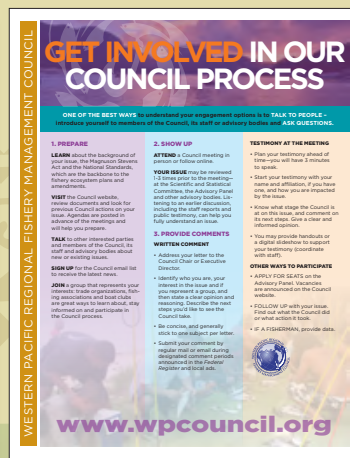 WESTERN PACIFIC REGIONAL FISHERY MANAGEMENT COUNCIL
GET INVOLVED IN OUR
COUNCIL PROCESS
ONE OF THE BEST WAYS to understand your engagement options is to TALK TO PEOPLE –
introduce yourself to members of the Council, its staff or advisory bodies and ASK QUESTIONS.
1. PREPARE
LEARN about the background of
your issue, the Magnuson Stevens
Act and the National Standards,
which are the backbone to the
fishery ecosystem plans and
amendments.
VISIT the Council website,
review documents and look for
previous Council actions on your
issue. Agendas are posted in
advance of the meetings and
will help you prepare.
TALK to other interested parties
and members of the Council, its
staff and advisory bodies about
new or existing issues.
SIGN UP for the Council email list
to receive the latest news.
JOIN a group that represents your
interests: trade organizations, fish-
ing associations and boat clubs
are great ways to learn about, stay
informed on and participate in
the Council process.
2. SHOW UP
ATTEND a Council meeting in
person or follow online.
YOUR ISSUE may be reviewed
1-3 times prior to the meeting—
at the Scientific and Statistical
Committee, the Advisory Panel
and other advisory bodies. Lis-
tening to an earlier discussion,
including the staff reports and
public testimony, can help you
fully understand an issue.
3. PROVIDE COMMENTS
WRITTEN COMMENT
• Address your letter to the
Council Chair or Executive
Director.
• Identify who you are, your
interest in the issue and if
you represent a group, and
then state a clear opinion and
reasoning. Describe the next
steps you'd like to see the
Council take.
• Be concise, and generally
stick to one subject per letter.
• Submit your comment by
regular mail or email during
designated comment periods
announced in the Federal
Register and local ads.
TESTIMONY AT THE MEETING
• Plan your testimony ahead of
time—you will have 3 minutes
to speak.
• Start your testimony with your
name and affiliation, if you have
one, and how you are impacted
by the issue.
• Know what stage the Council is
at on this issue, and comment on
its next steps. Give a clear and
informed opinion.
• You may provide handouts or
a digital slideshow to support
your testimony (coordinate
with staff).
OTHER WAYS TO PARTICIPATE
• APPLY FOR SEATS on the
Advisory Panel. Vacancies
are announced on the Council
website.
• FOLLOW UP with your issue.
Find out what the Council did
or what action it took.
• IF A FISHERMAN, provide data.
www.wpcouncil.org